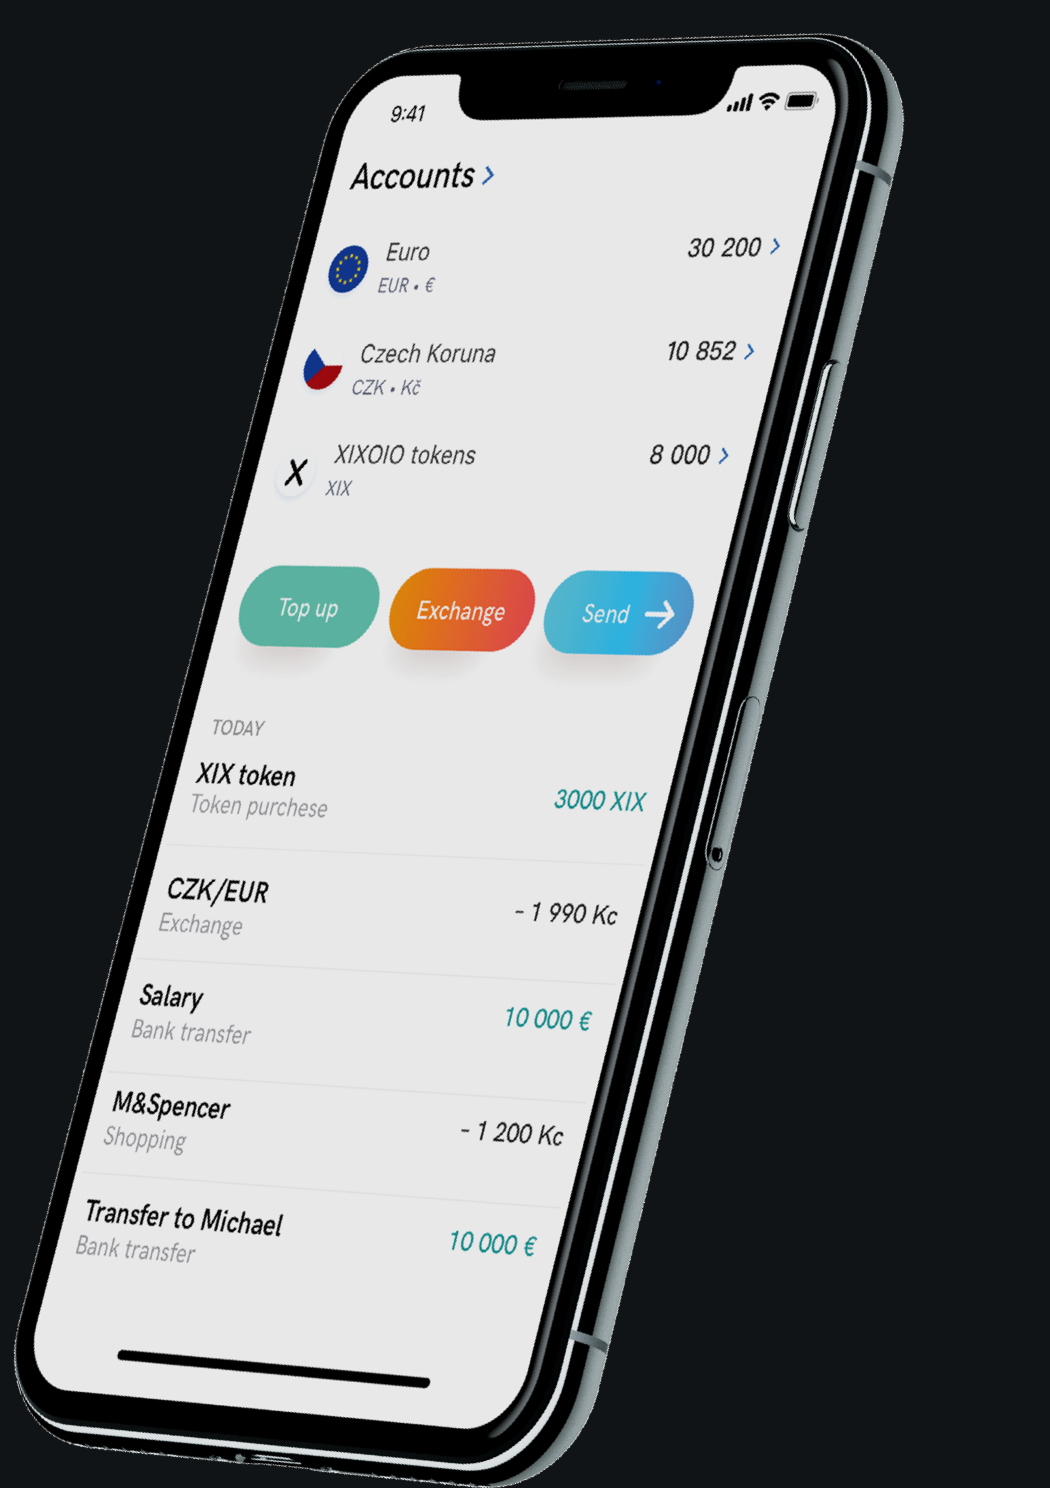 9:41
Accounts >
Euro
30 200 >
EUR • €
Czech Koruna
10 852 >
CZK • Kč
X
XIXOIO tokens
8 000 >
XIX
Top up
Exchange
Send →
TODAY
XIX token
Token purchese
3000 XIX
CZK/EUR
Exchange
- 1 990 Kc
Salary
Bank transfer
10 000 €
M&Spencer
Shopping
- 1 200 Kc
Transfer to Michael
Bank transfer
10 000 €